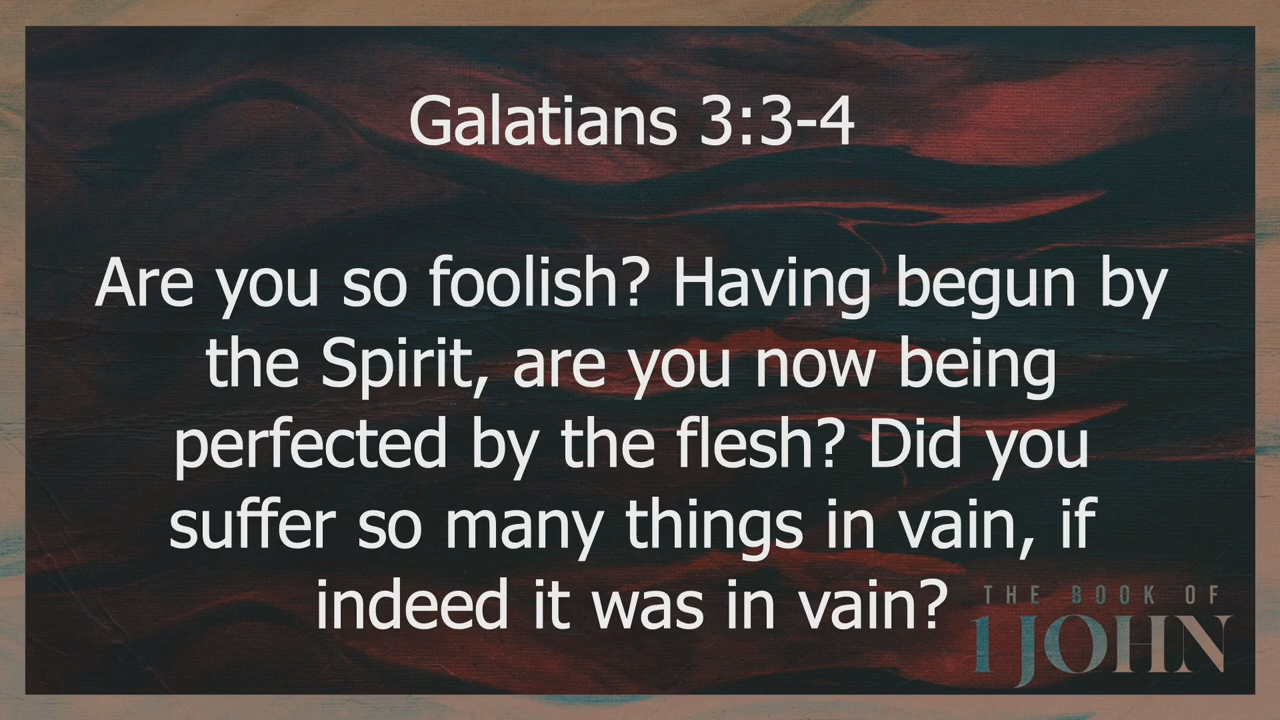 Galatians 3:3-4
Are you so foolish? Having begun by
the Spirit, are you now being
perfected by the flesh? Did you
suffer so many things in vain, if
indeed it was in vain?
THE BOOK OF
1 JOHN